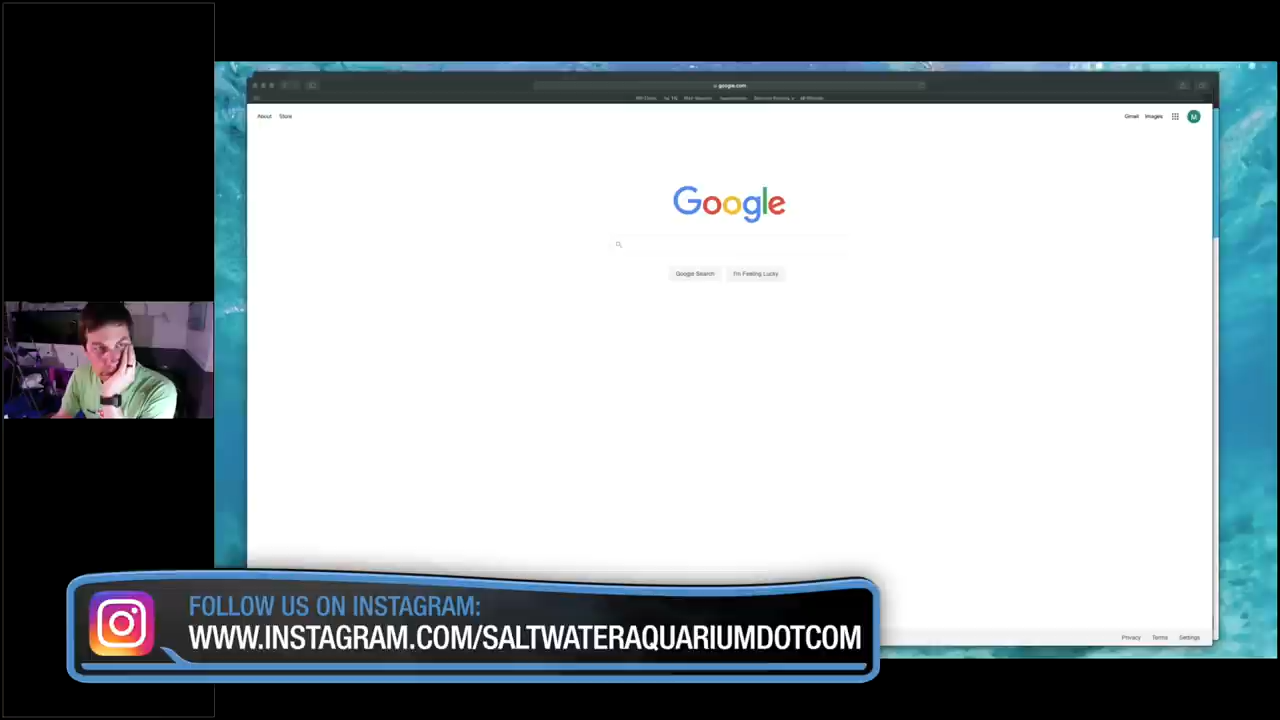 google.com
About
Store
Gmail
Images
M
Google
Google Search
I'm Feeling Lucky
FOLLOW US ON INSTAGRAM:
WWW.INSTAGRAM.COM/SALTWATERAQUARIUMDOTCOM
Privacy
Terms
Settings